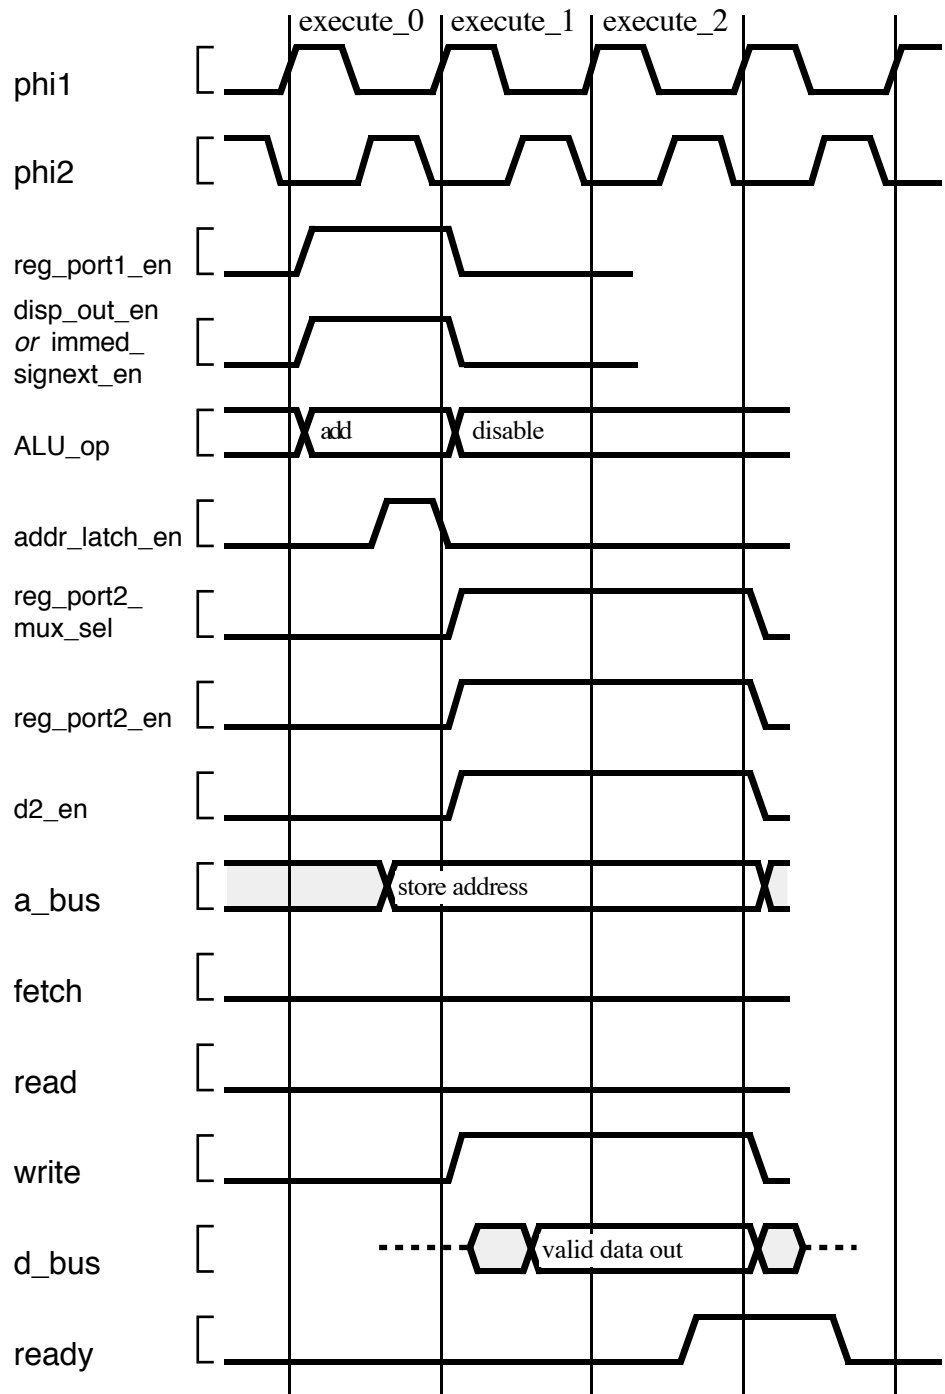 execute_0 execute_1 execute_2
phi1
phi2
reg_port1_en
disp_out_en
or immed_
signext_en
ALU_op add disable
addr_latch_en
reg_port2_
mux_sel
reg_port2_en
d2_en
a_bus store address
fetch
read
write
d_bus valid data out
ready